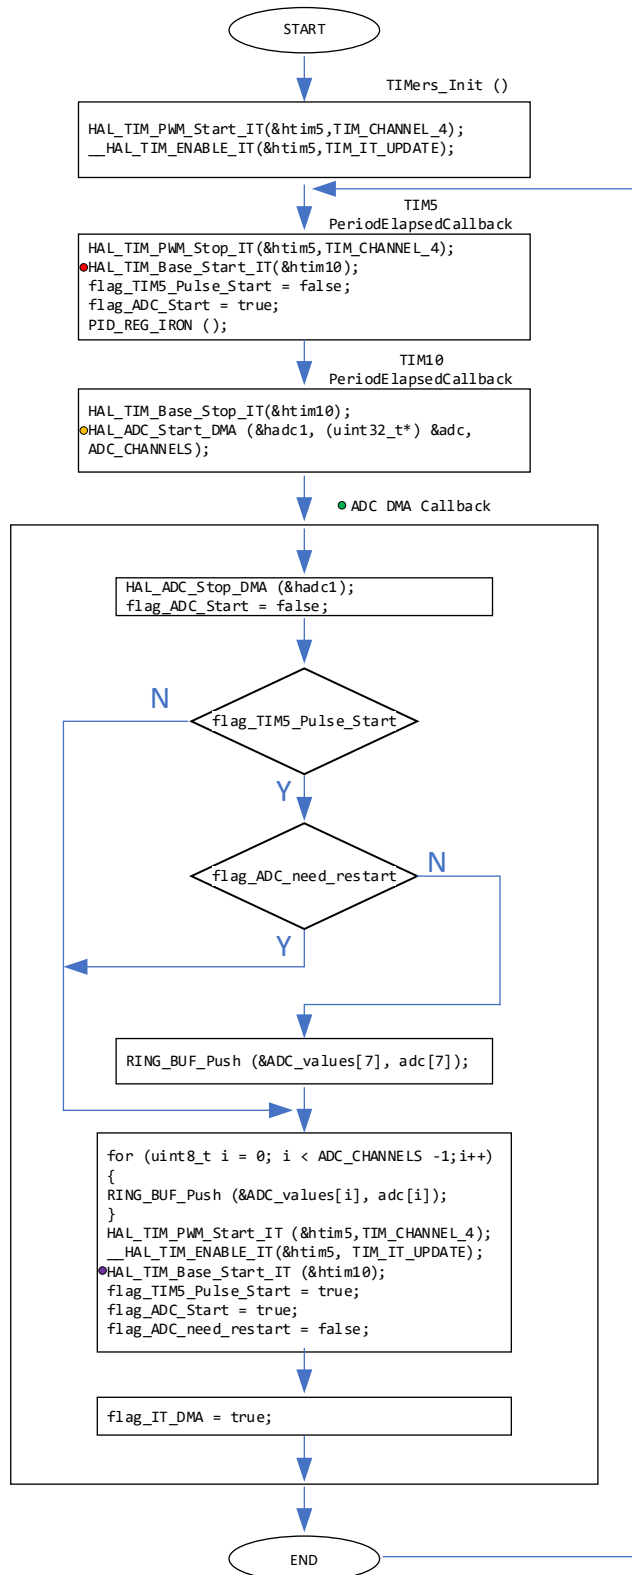 START
TIMers_Init ()
HAL_TIM_PWM_Start_IT(&htim5,TIM_CHANNEL_4);
__HAL_TIM_ENABLE_IT(&htim5,TIM_IT_UPDATE);
TIM5
PeriodElapsedCallback
HAL_TIM_PWM_Stop_IT(&htim5,TIM_CHANNEL_4);
HAL_TIM_Base_Start_IT(&htim10);
flag_TIM5_Pulse_Start = false;
flag_ADC_Start = true;
PID_REG_IRON ();
TIM10
PeriodElapsedCallback
HAL_TIM_Base_Stop_IT(&htim10);
HAL_ADC_Start_DMA (&hadc1, (uint32_t*) &adc,
ADC_CHANNELS);
ADC DMA Callback
HAL_ADC_Stop_DMA (&hadc1);
flag_ADC_Start = false;
N
flag_TIM5_Pulse_Start
Y
N
flag_ADC_need_restart
Y
RING_BUF_Push (&ADC_values[7], adc[7]);
for (uint8_t i = 0; i < ADC_CHANNELS -1;i++)
{
RING_BUF_Push (&ADC_values[i], adc[i]);
}
HAL_TIM_PWM_Start_IT (&htim5,TIM_CHANNEL_4);
__HAL_TIM_ENABLE_IT(&htim5, TIM_IT_UPDATE);
HAL_TIM_Base_Start_IT (&htim10);
flag_TIM5_Pulse_Start = true;
flag_ADC_Start = true;
flag_ADC_need_restart = false;
flag_IT_DMA = true;
END